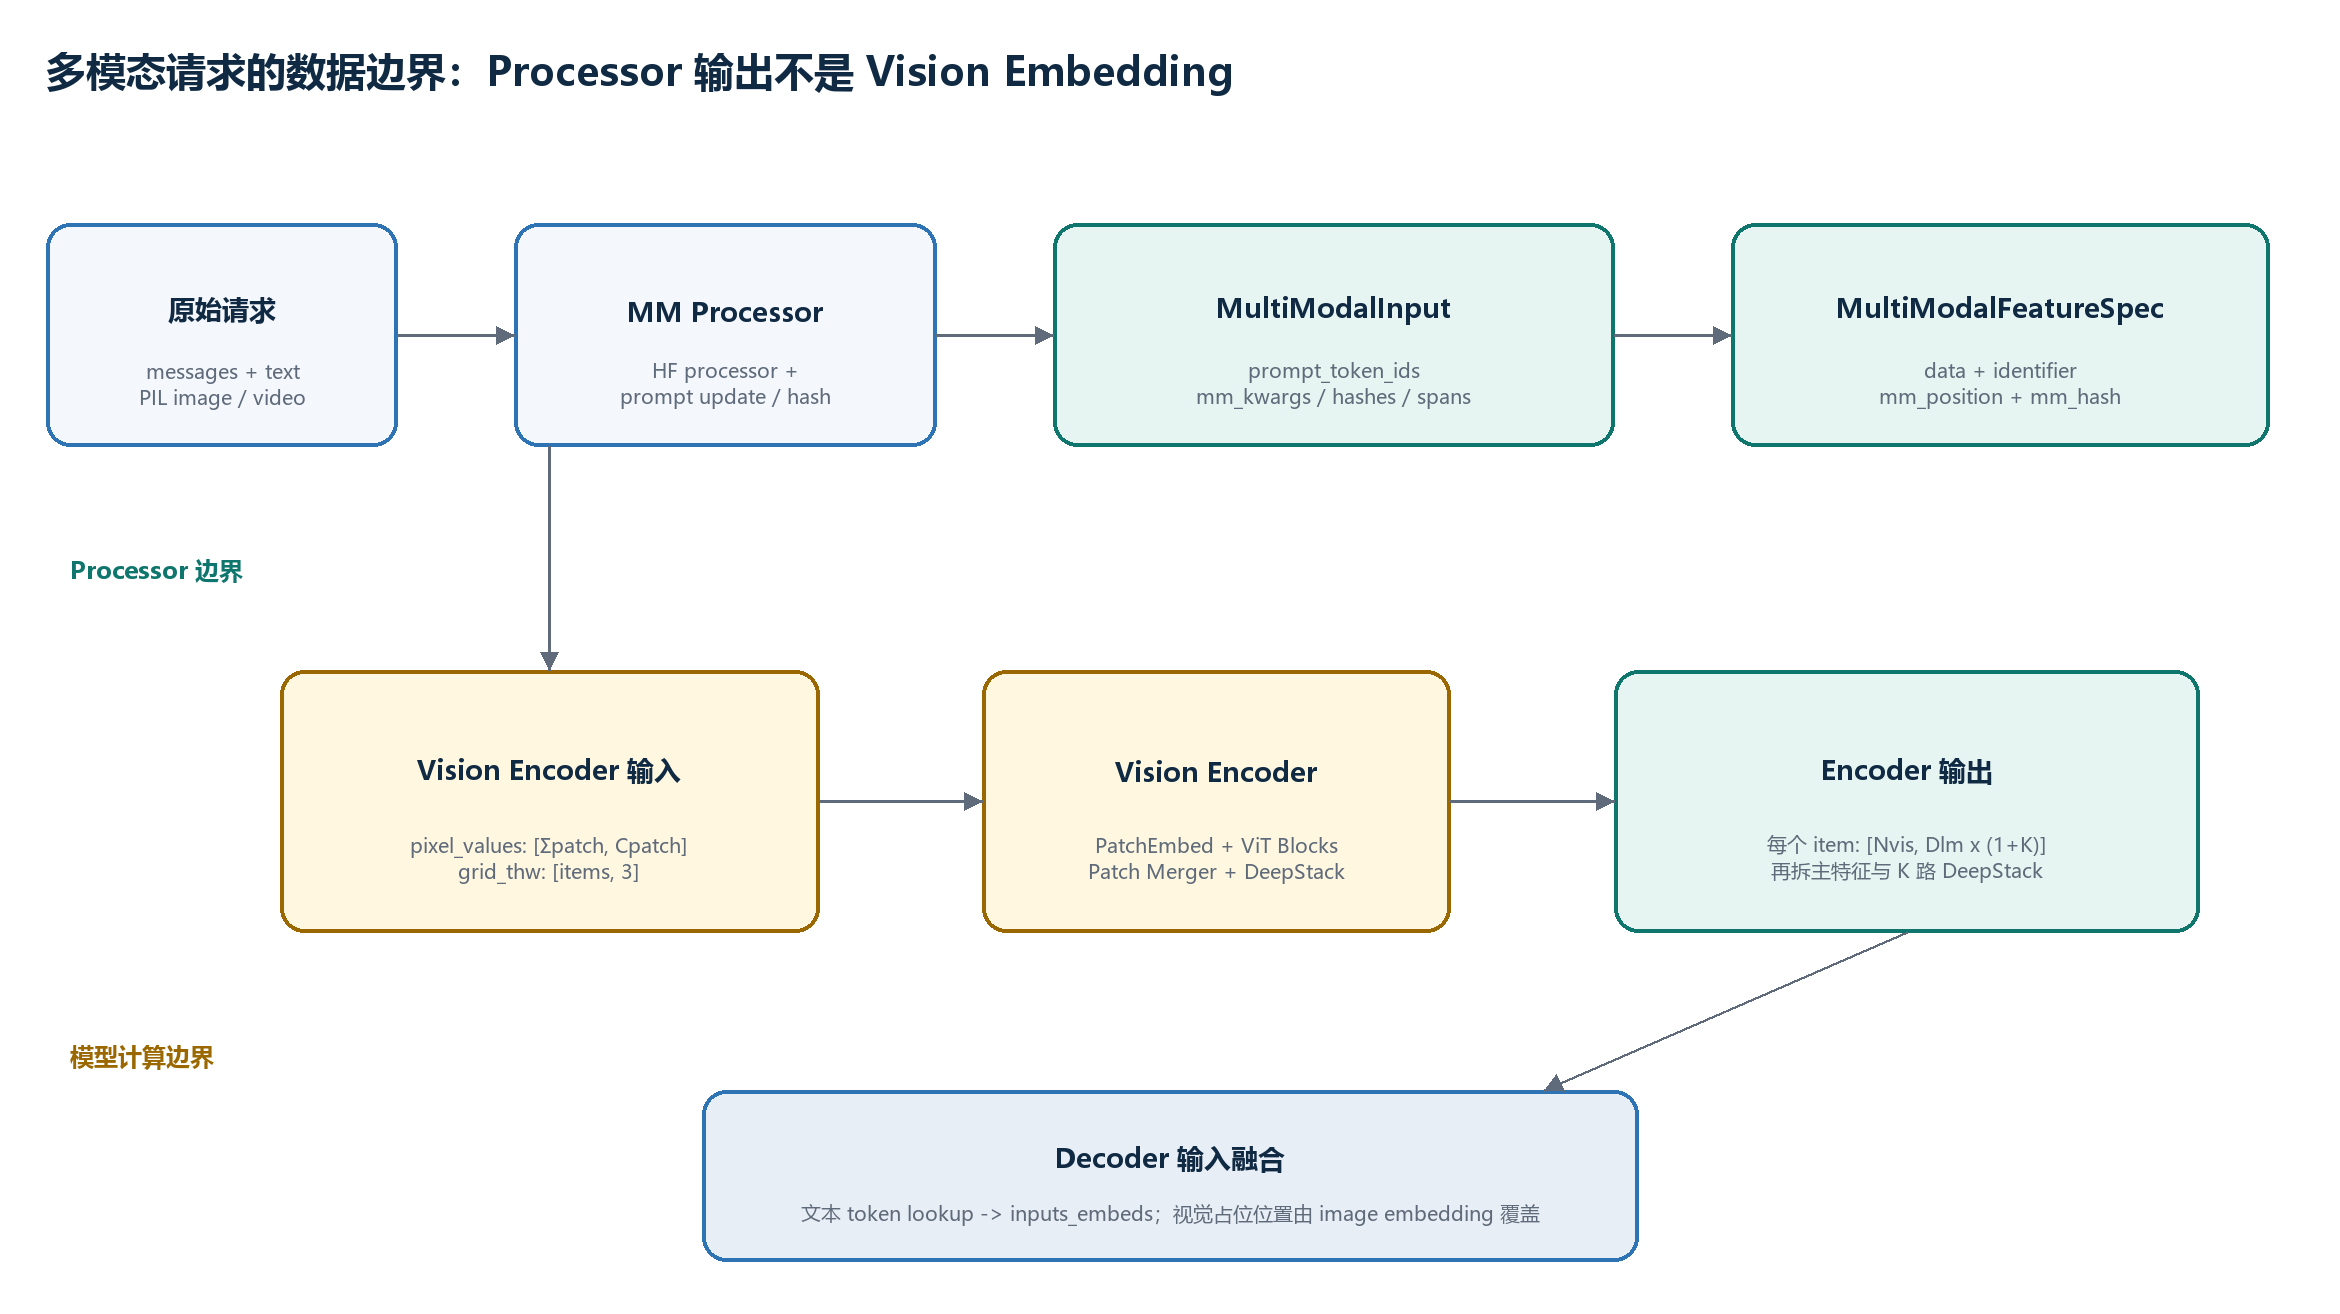 多模态请求的数据边界：Processor 输出不是 Vision Embedding
原始请求
messages + text
PIL image / video
MM Processor
HF processor +
prompt update / hash
MultiModalInput
prompt_token_ids
mm_kwargs / hashes / spans
MultiModalFeatureSpec
data + identifier
mm_position + mm_hash
Processor 边界
Vision Encoder 输入
pixel_values: [Σpatch, Cpatch]
grid_thw: [items, 3]
Vision Encoder
PatchEmbed + ViT Blocks
Patch Merger + DeepStack
Encoder 输出
每个 item: [Nvis, Dlm x (1+K)]
再拆主特征与 K 路 DeepStack
模型计算边界
Decoder 输入融合
文本 token lookup -> inputs_embeds；视觉占位位置由 image embedding 覆盖